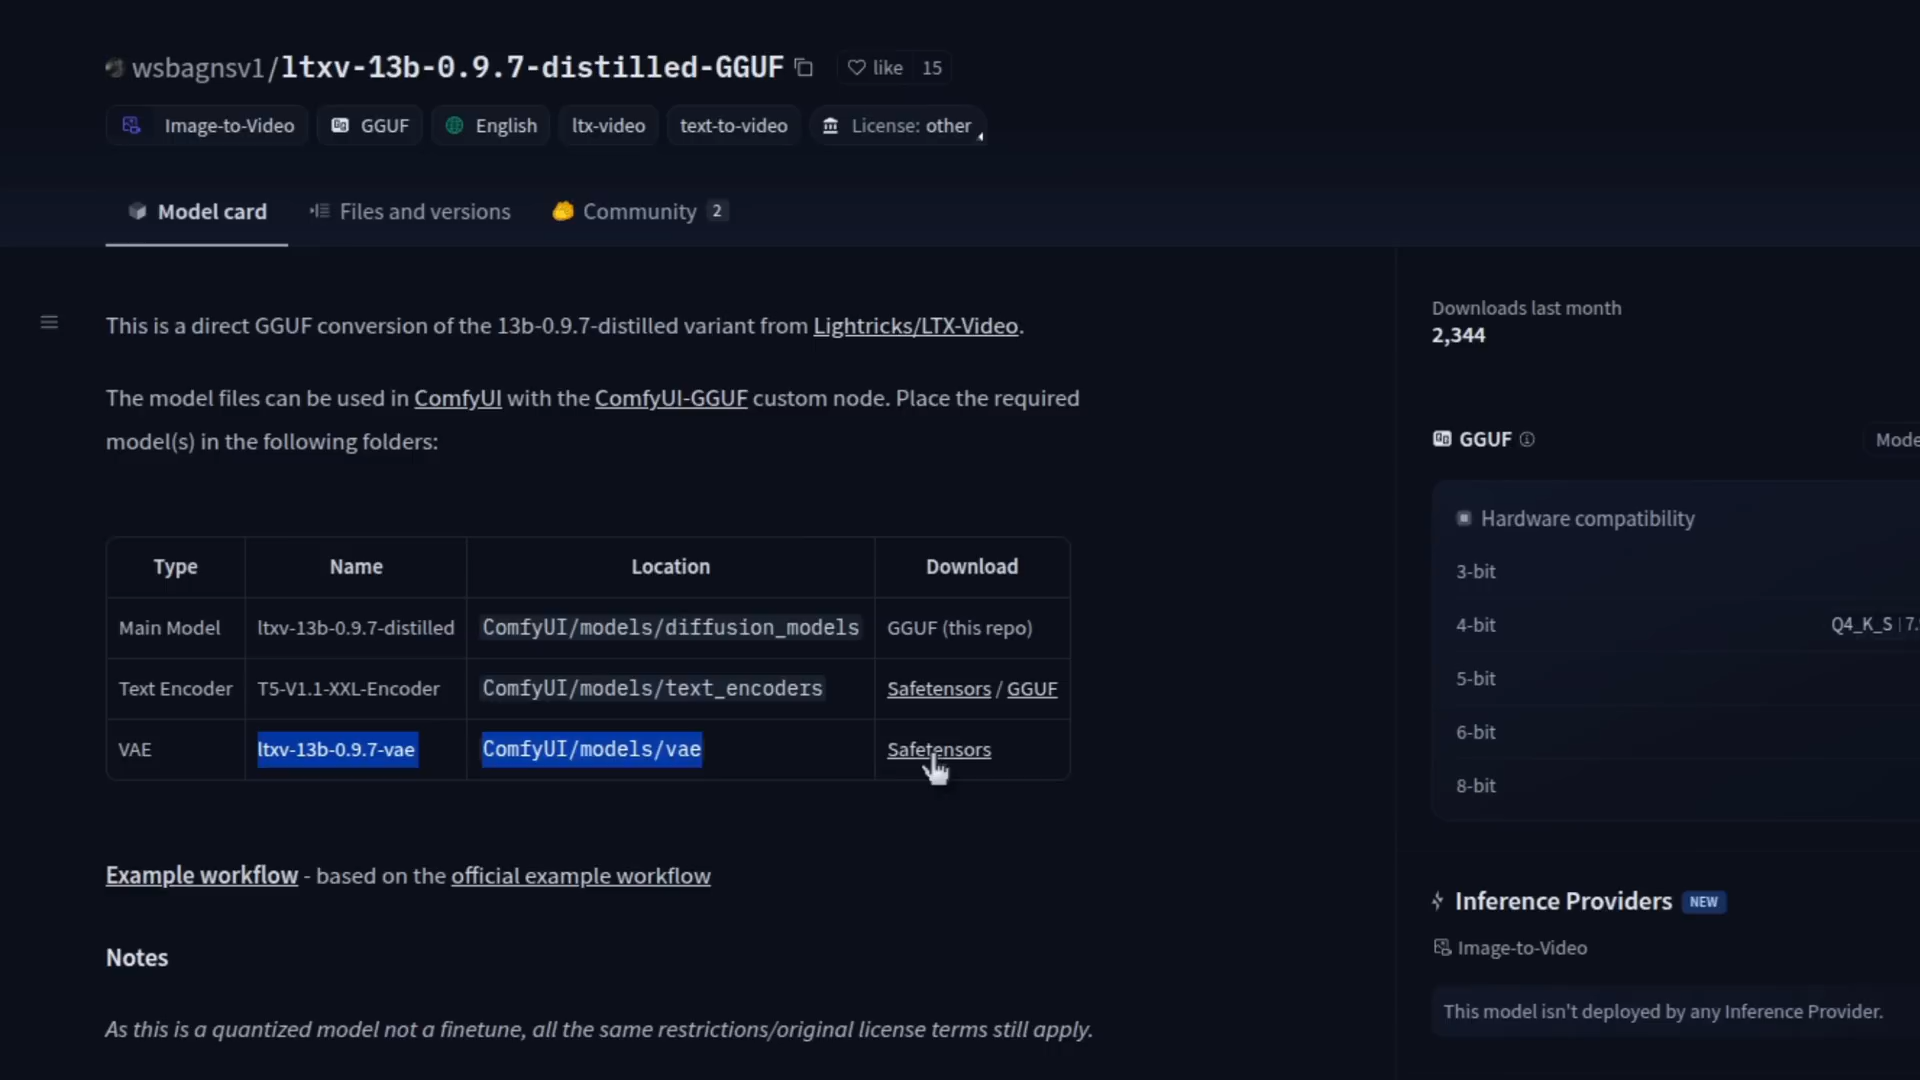 wsbagnsv1/ltxv-13b-0.9.7-distilled-GGUF like 15
Image-to-Video GGUF English ltx-video text-to-video License: other
Model card Files and versions Community 2
This is a direct GGUF conversion of the 13b-0.9.7-distilled variant from Lightricks/LTX-Video.
The model files can be used in ComfyUI with the ComfyUI-GGUF custom node. Place the required
model(s) in the following folders:
Type Name Location Download
Main Model ltxv-13b-0.9.7-distilled ComfyUI/models/diffusion_models GGUF (this repo)
Text Encoder T5-V1.1-XXL-Encoder ComfyUI/models/text_encoders Safetensors / GGUF
VAE ltxv-13b-0.9.7-vae ComfyUI/models/vae Safetensors
Example workflow - based on the official example workflow
Notes
As this is a quantized model not a finetune, all the same restrictions/original license terms still apply.
Downloads last month
2,344
GGUF
Hardware compatibility
3-bit
4-bit Q4_K_S
5-bit
6-bit
8-bit
Inference Providers NEW
Image-to-Video
This model isn't deployed by any Inference Provider.